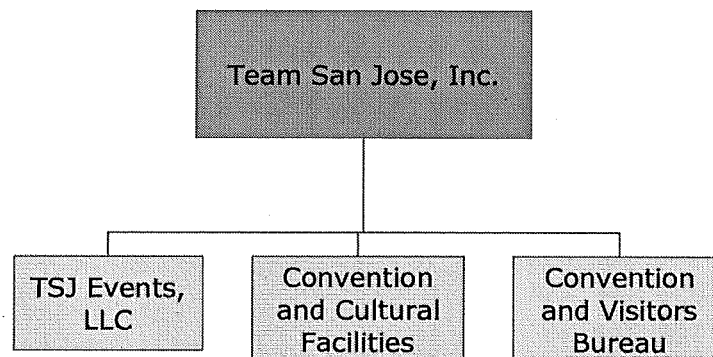 Team San Jose, Inc.
TSJ Events,
LLC
Convention
and Cultural
Facilities
Convention
and Visitors
Bureau